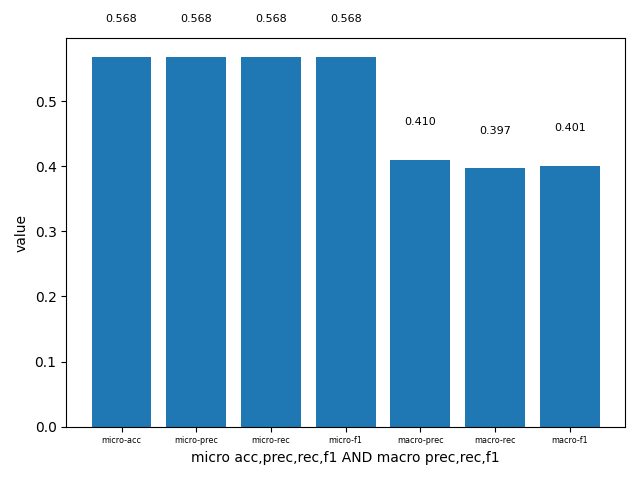 0.568 0.568 0.568 0.568
0.410 0.397 0.401
value
0.5
0.4
0.3
0.2
0.1
0.0
micro-acc micro-prec micro-rec micro-f1 macro-prec macro-rec macro-f1
micro acc,prec,rec,f1 AND macro prec,rec,f1